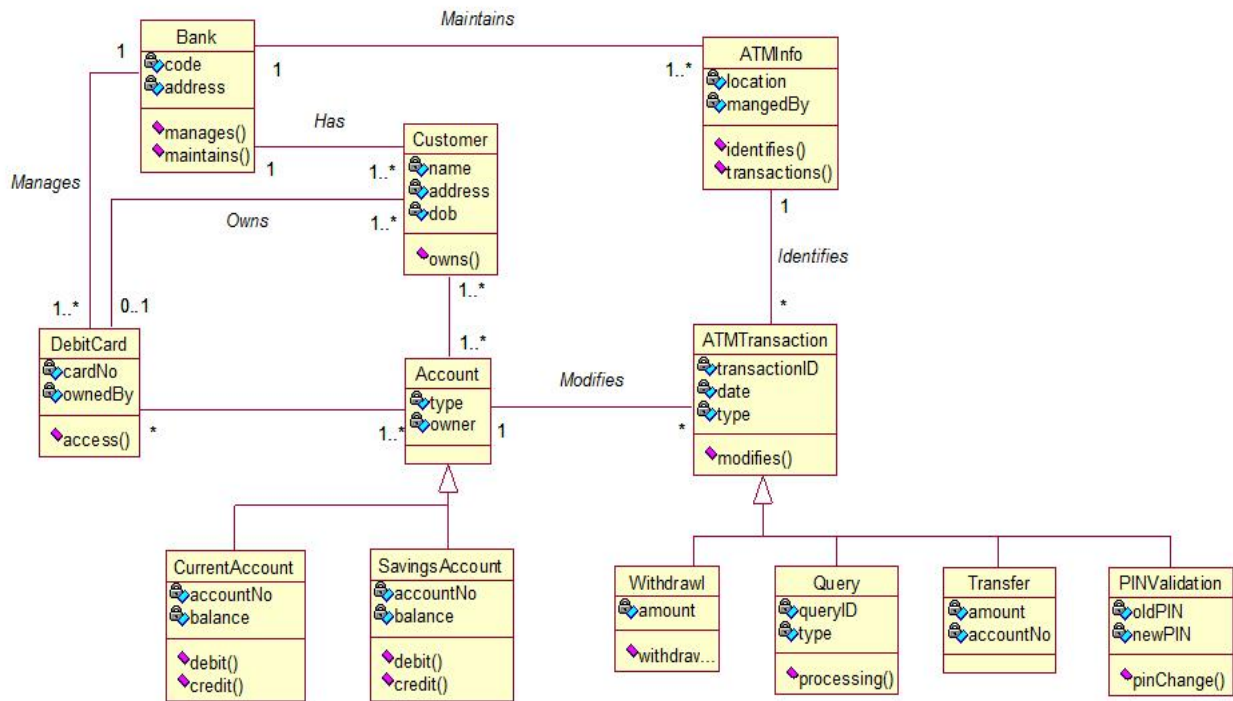 Maintains
Bank
code
address
manages()
maintains()
1
1
1..*
ATMInfo
location
mangedBy
identifies()
transactions()
Has
1
1..*
Customer
name
address
dob
owns()
Manages
Owns
1..*
1..*
0..1
1
Identifies
*
1..*
1..*
DebitCard
cardNo
ownedBy
access()
Account
type
owner
Modifies
*
1..*
1
*
ATMTransaction
transactionID
date
type
modifies()
CurrentAccount
accountNo
balance
debit()
credit()
SavingsAccount
accountNo
balance
debit()
credit()
Withdrawl
amount
withdraw...
Query
queryID
type
processing()
Transfer
amount
accountNo
PINValidation
oldPIN
newPIN
pinChange()